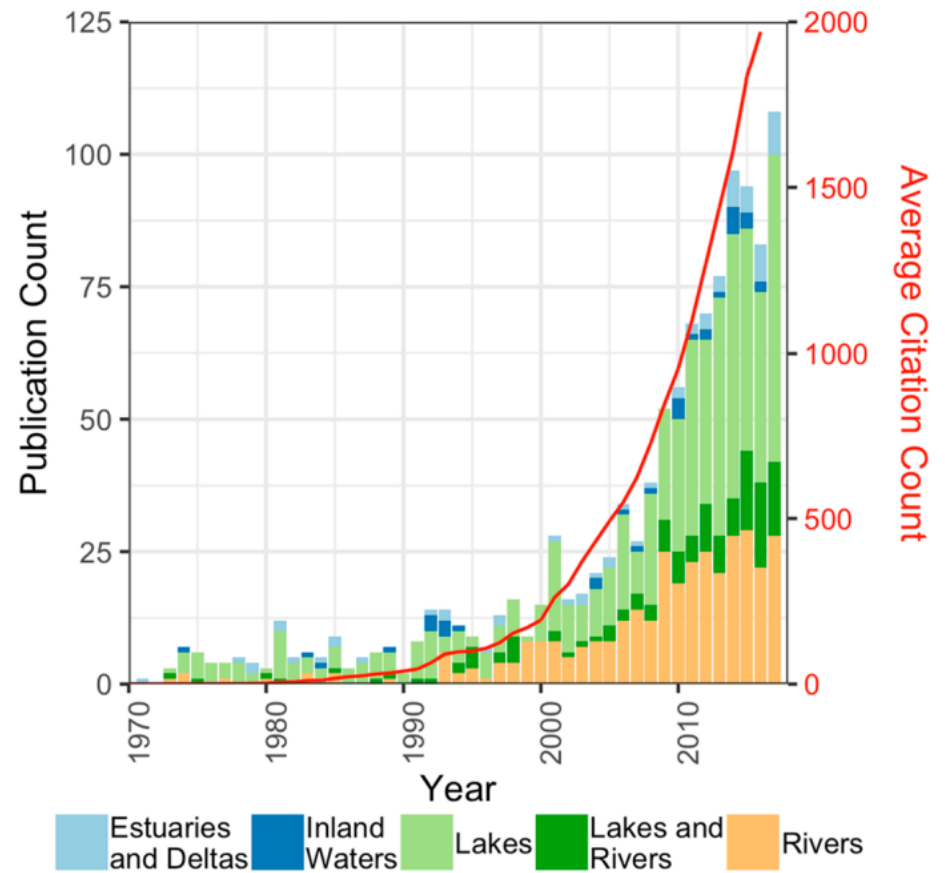 125
100
75
50
25
0
Publication Count
2000
1500
1000
500
0
Average Citation Count
1970
1980
1990
2000
2010
Year
Estuaries
and Deltas
Inland
Waters
Lakes
Lakes and
Rivers
Rivers